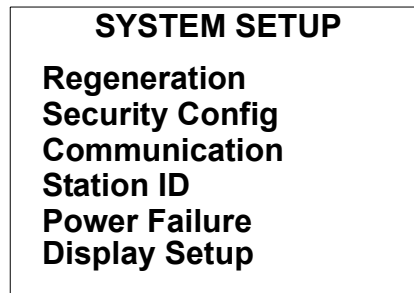 SYSTEM SETUP
Regeneration
Security Config
Communication
Station ID
Power Failure
Display Setup